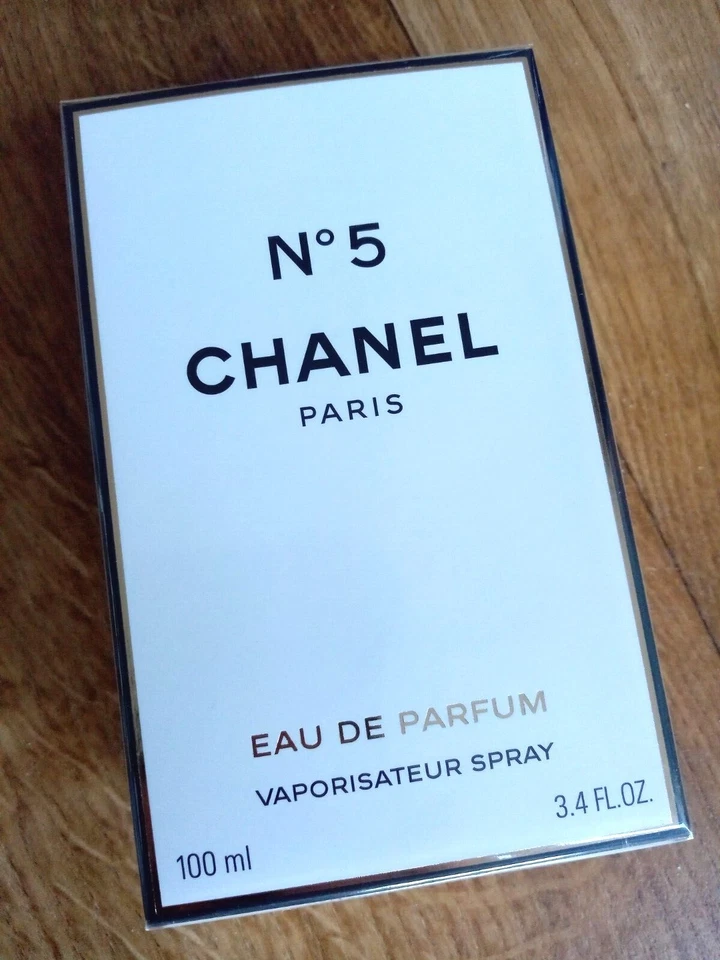 N°5
CHANEL
PARIS
EAU DE PARFUM
VAPORISATEUR SPRAY
100 ml
3.4 FL.OZ.